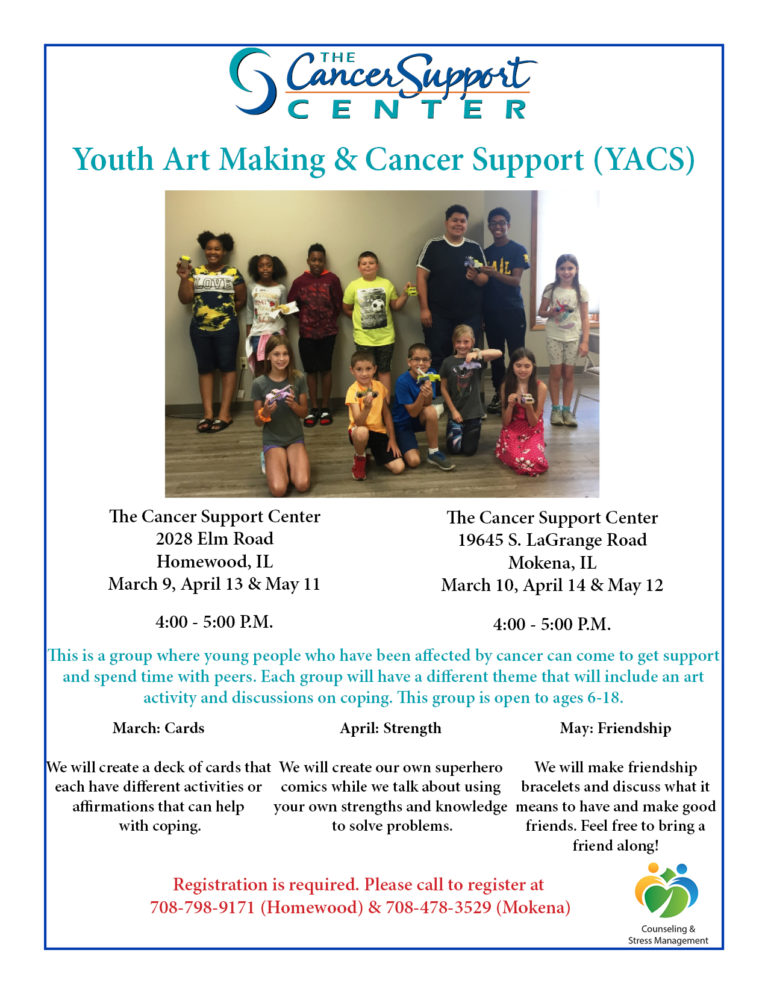 THE
Cancer Support
CENTER
Youth Art Making & Cancer Support (YACS)
LOVE
The Cancer Support Center
2028 Elm Road
Homewood, IL
March 9, April 13 & May 11
4:00 - 5:00 P.M.
The Cancer Support Center
19645 S. LaGrange Road
Mokena, IL
March 10, April 14 & May 12
4:00 - 5:00 P.M.
This is a group where young people who have been affected by cancer can come to get support
and spend time with peers. Each group will have a different theme that will include an art
activity and discussions on coping. This group is open to ages 6-18.
March: Cards
We will create a deck of cards that
each have different activities or
affirmations that can help
with coping.
April: Strength
We will create our own superhero
comics while we talk about using
your own strengths and knowledge
to solve problems.
May: Friendship
We will make friendship
bracelets and discuss what it
means to have and make good
friends. Feel free to bring a
friend along!
Registration is required. Please call to register at
708-798-9171 (Homewood) & 708-478-3529 (Mokena)
Counseling &
Stress Management